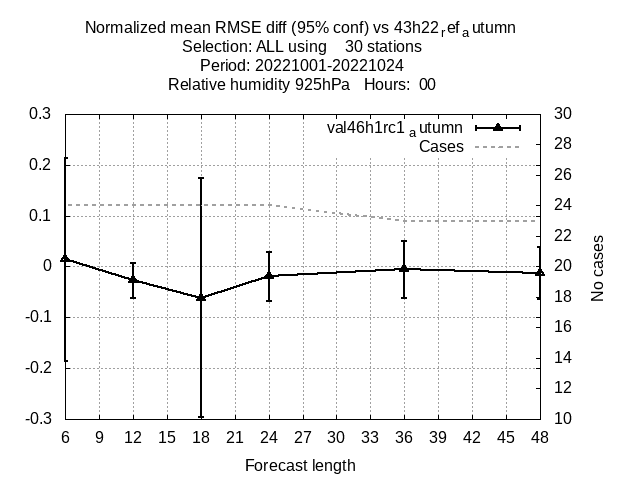 Normalized mean RMSE diff (95% conf) vs 43h22refautumn
Selection: ALL using 30 stations
Period: 20221001-20221024
Relative humidity 925hPa Hours: 00
val46h1rc1autumn
Cases
0.3
0.2
0.1
0
-0.1
-0.2
-0.3
30
28
26
24
22
20
18
16
14
12
10
No cases
6 9 12 15 18 21 24 27 30 33 36 39 42 45 48
Forecast length